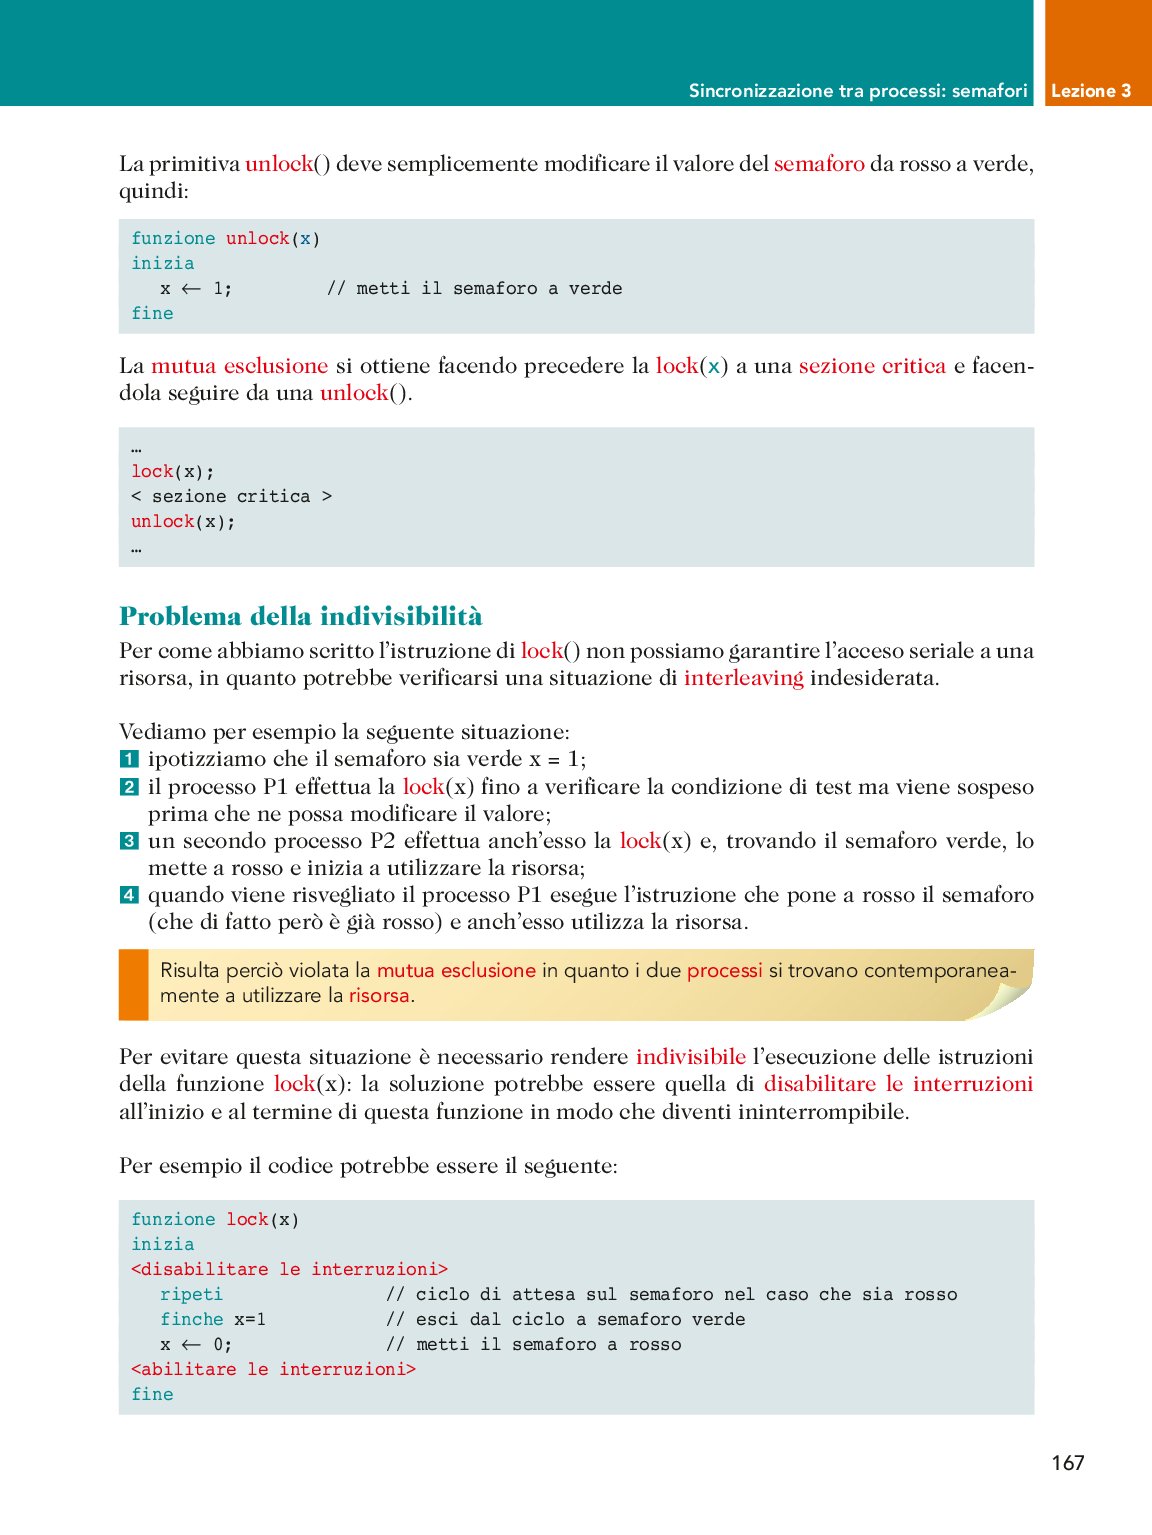 Sincronizzazione tra processi: semafori Lezione 3
La primitiva unlock() deve semplicemente modificare il valore del semaforo da rosso a verde,
quindi:
funzione unlock(x)
inizia
x ← 1; // metti il semaforo a verde
fine
La mutua esclusione si ottiene facendo precedere la lock(x) a una sezione critica e facen-
dola seguire da una unlock().
…
lock(x);
< sezione critica >
unlock(x);
…
Problema della indivisibilità
Per come abbiamo scritto l’istruzione di lock() non possiamo garantire l’acceso seriale a una
risorsa, in quanto potrebbe verificarsi una situazione di interleaving indesiderata.
Vediamo per esempio la seguente situazione:
1 ipotizziamo che il semaforo sia verde x = 1;
2 il processo P1 effettua la lock(x) fino a verificare la condizione di test ma viene sospeso
prima che ne possa modificare il valore;
3 un secondo processo P2 effettua anch’esso la lock(x) e, trovando il semaforo verde, lo
mette a rosso e inizia a utilizzare la risorsa;
4 quando viene risvegliato il processo P1 esegue l’istruzione che pone a rosso il semaforo
(che di fatto però è già rosso) e anch’esso utilizza la risorsa.
Risulta perciò violata la mutua esclusione in quanto i due processi si trovano contemporanea-
mente a utilizzare la risorsa.
Per evitare questa situazione è necessario rendere indivisibile l’esecuzione delle istruzioni
della funzione lock(x): la soluzione potrebbe essere quella di disabilitare le interruzioni
all’inizio e al termine di questa funzione in modo che diventi ininterrompibile.
Per esempio il codice potrebbe essere il seguente:
funzione lock(x)
inizia
<disabilitare le interruzioni>
ripeti // ciclo di attesa sul semaforo nel caso che sia rosso
finche x=1 // esci dal ciclo a semaforo verde
x ← 0; // metti il semaforo a rosso
<abilitare le interruzioni>
fine
167